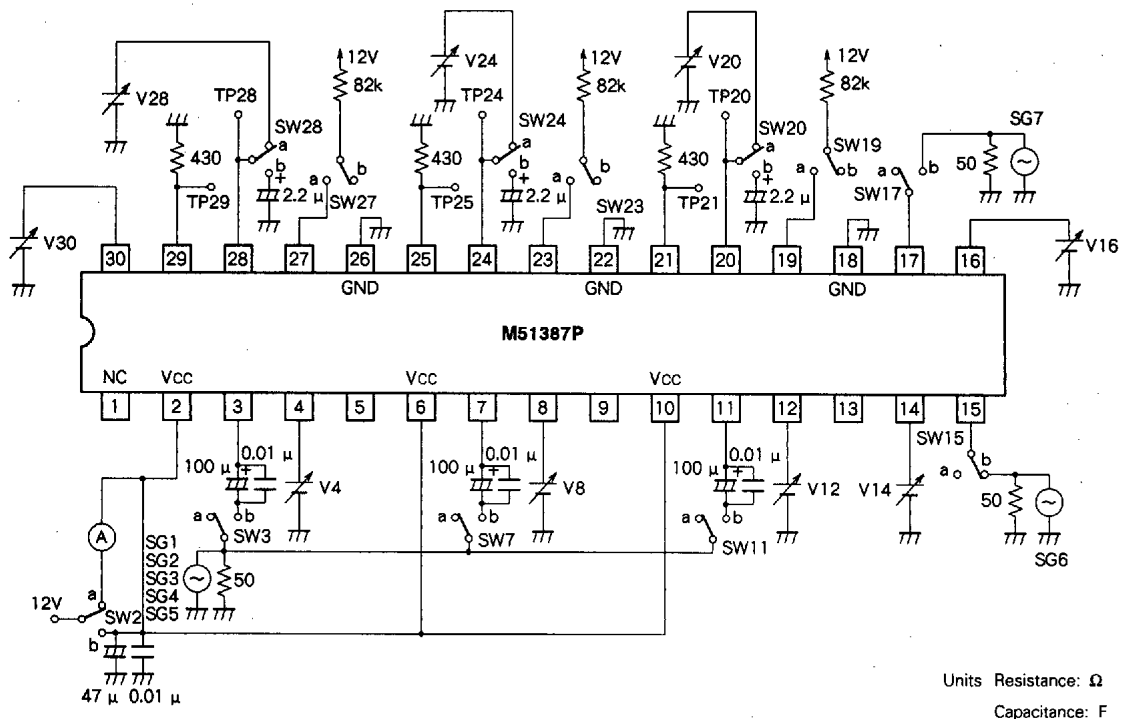 V24
V20
12V
82k
12V
82k
12V
82k
V28
TP28
TP24
TP20
SG7
SW28
SW24
SW20
SW19
a
a
a
430
430
430
50
b
b
b
b
b
b
b
a
a
a
a
+
+
+
TP29
2.2 µ
SW27
TP25
2.2 µ
TP21
2.2 µ
SW17
SW23
V30
V16
30
29
28
27
26
25
24
23
22
21
20
19
18
17
16
GND
GND
GND
M51387P
NC
VCC
VCC
VCC
1
2
3
4
5
6
7
8
9
10
11
12
13
14
15
SW15
0.01 µ
0.01 µ
0.01 µ
100 µ
+
100 µ
+
100 µ
+
b
a
V4
V8
V12
V14
50
a
b
a
b
a
b
A
SW3
SW7
SW11
SG6
SG1
SG2
SG3
SG4
SG5
50
a
12V
SW2
b
47 µ
0.01 µ
Units Resistance: Ω
Capacitance: F